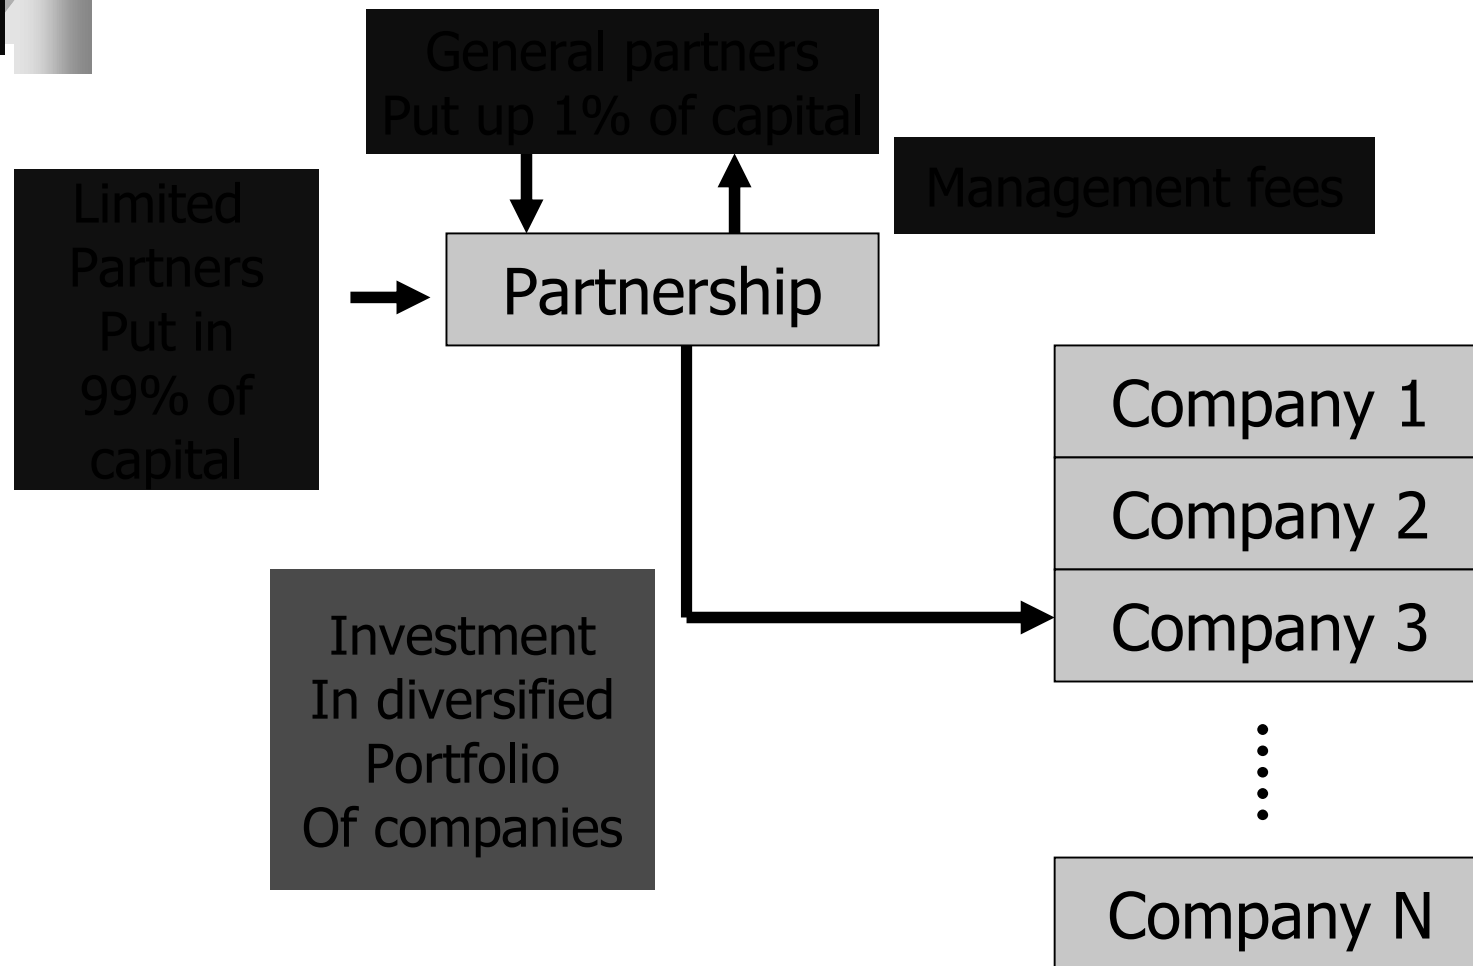 General partners
Put up 1% of capital
Management fees
Limited
Partners
Put in
99% of
capital
Partnership
Company 1
Company 2
Company 3
Investment
In diversified
Portfolio
Of companies
Company N